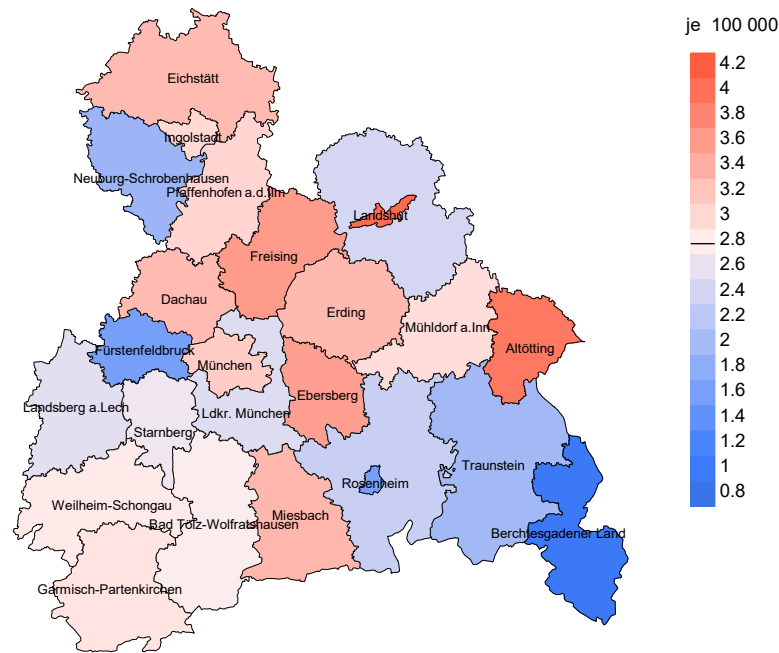 je 100 000
4.2
4
3.8
3.6
3.4
3.2
3
2.8
2.6
2.4
2.2
2
1.8
1.6
1.4
1.2
1
0.8
Eichstätt
Ingolstadt
Neuburg-Schrobenhausen
Pfaffenhofen a.d.Ilm
Landshut
Freising
Dachau
Erding
Mühldorf a.Inn
Altötting
Fürstenfeldbruck
München
Ebersberg
Landsberg a.Lech
Ldkr. München
Starnberg
Traunstein
Rosenheim
Weilheim-Schongau
Miesbach
Bad Tölz-Wolfratshausen
Berchtesgadener Land
Garmisch-Partenkirchen